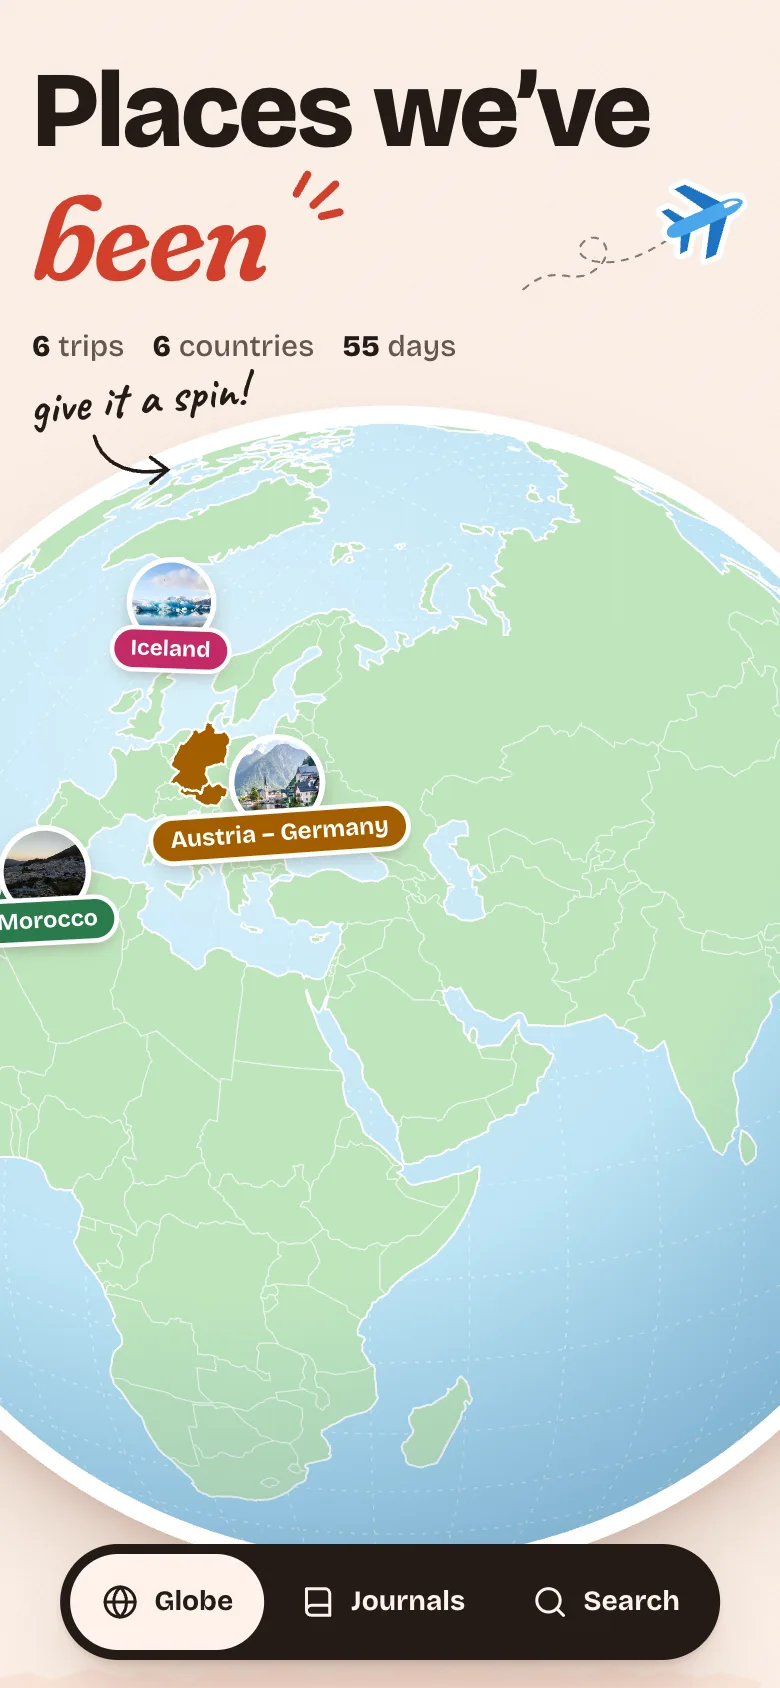 Places we’ve
been
6 trips 6 countries 55 days
give it a spin!
Iceland
Austria – Germany
Morocco
Globe Journals Search